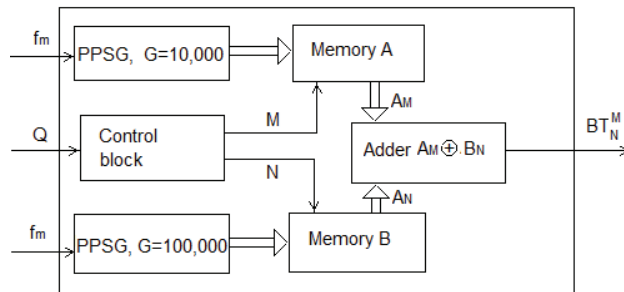 fm
PPSG, G=10,000
Memory A
M
AM
Q
Control
block
Adder AM⊕.BN
BT M N
N
AN
fm
PPSG, G=100,000
Memory B